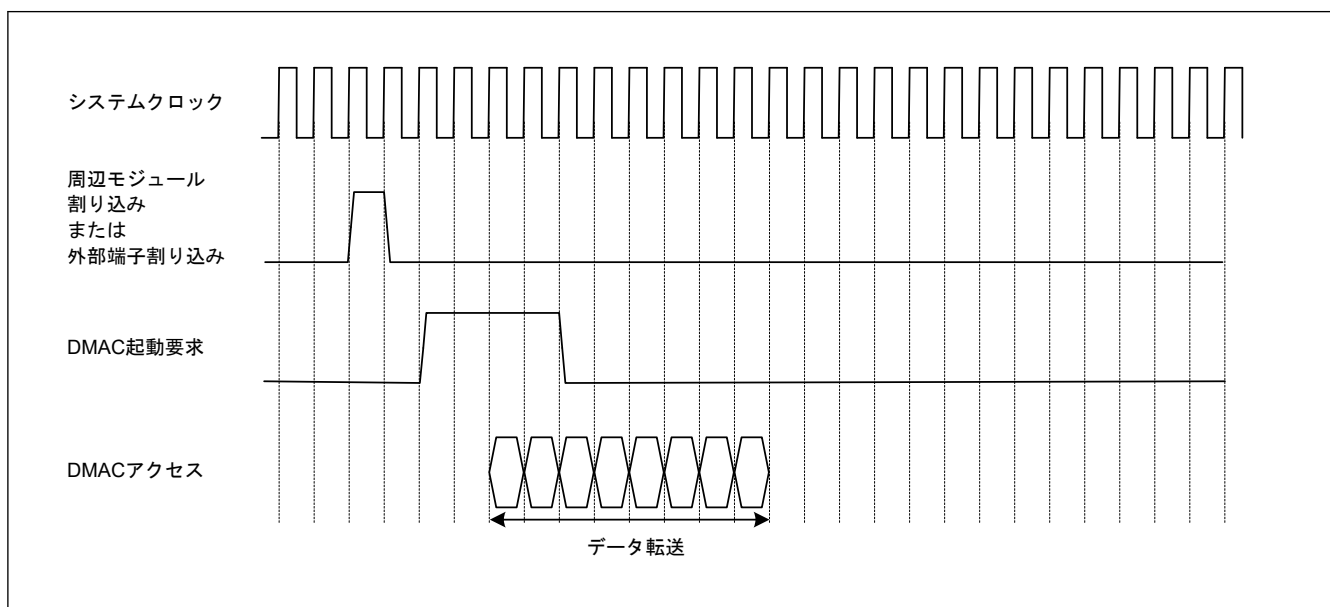 システムクロック
周辺モジュール
割り込み
または
外部端子割り込み
DMAC起動要求
DMACアクセス
データ転送